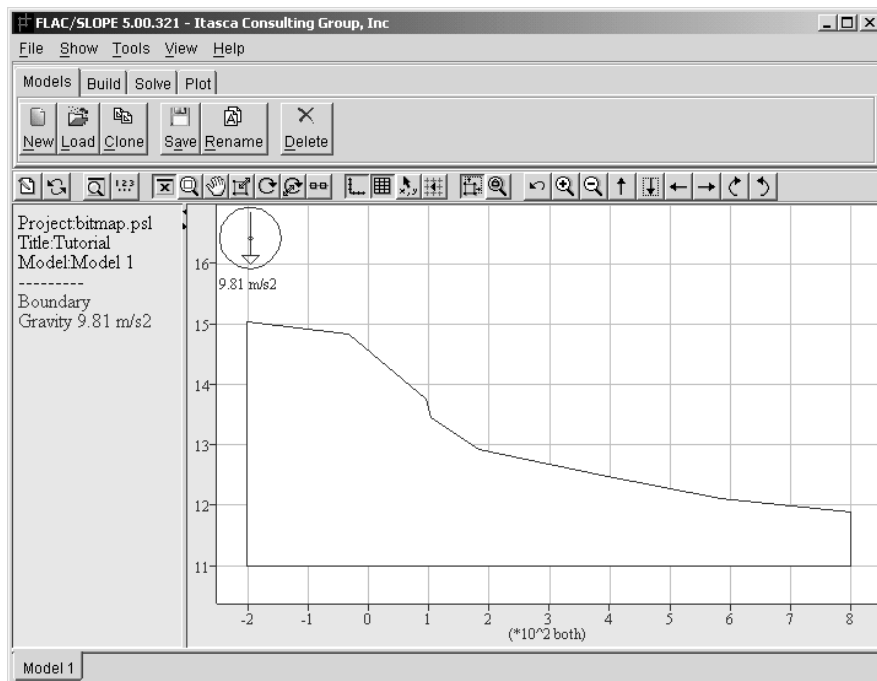 FLAC/SLOPE 5.00.321 - Itasca Consulting Group, Inc
File Show Tools View Help
Models Build Solve Plot
New Load Clone Save Rename Delete
1.2.3
x,y
Project:bitmap.psl
Title:Tutorial
Model:Model 1
---------
Boundary
Gravity 9.81 m/s2
9.81 m/s2
16
15
14
13
12
11
-2 -1 0 1 2 3 4 5 6 7 8
(*10^2 both)
Model 1